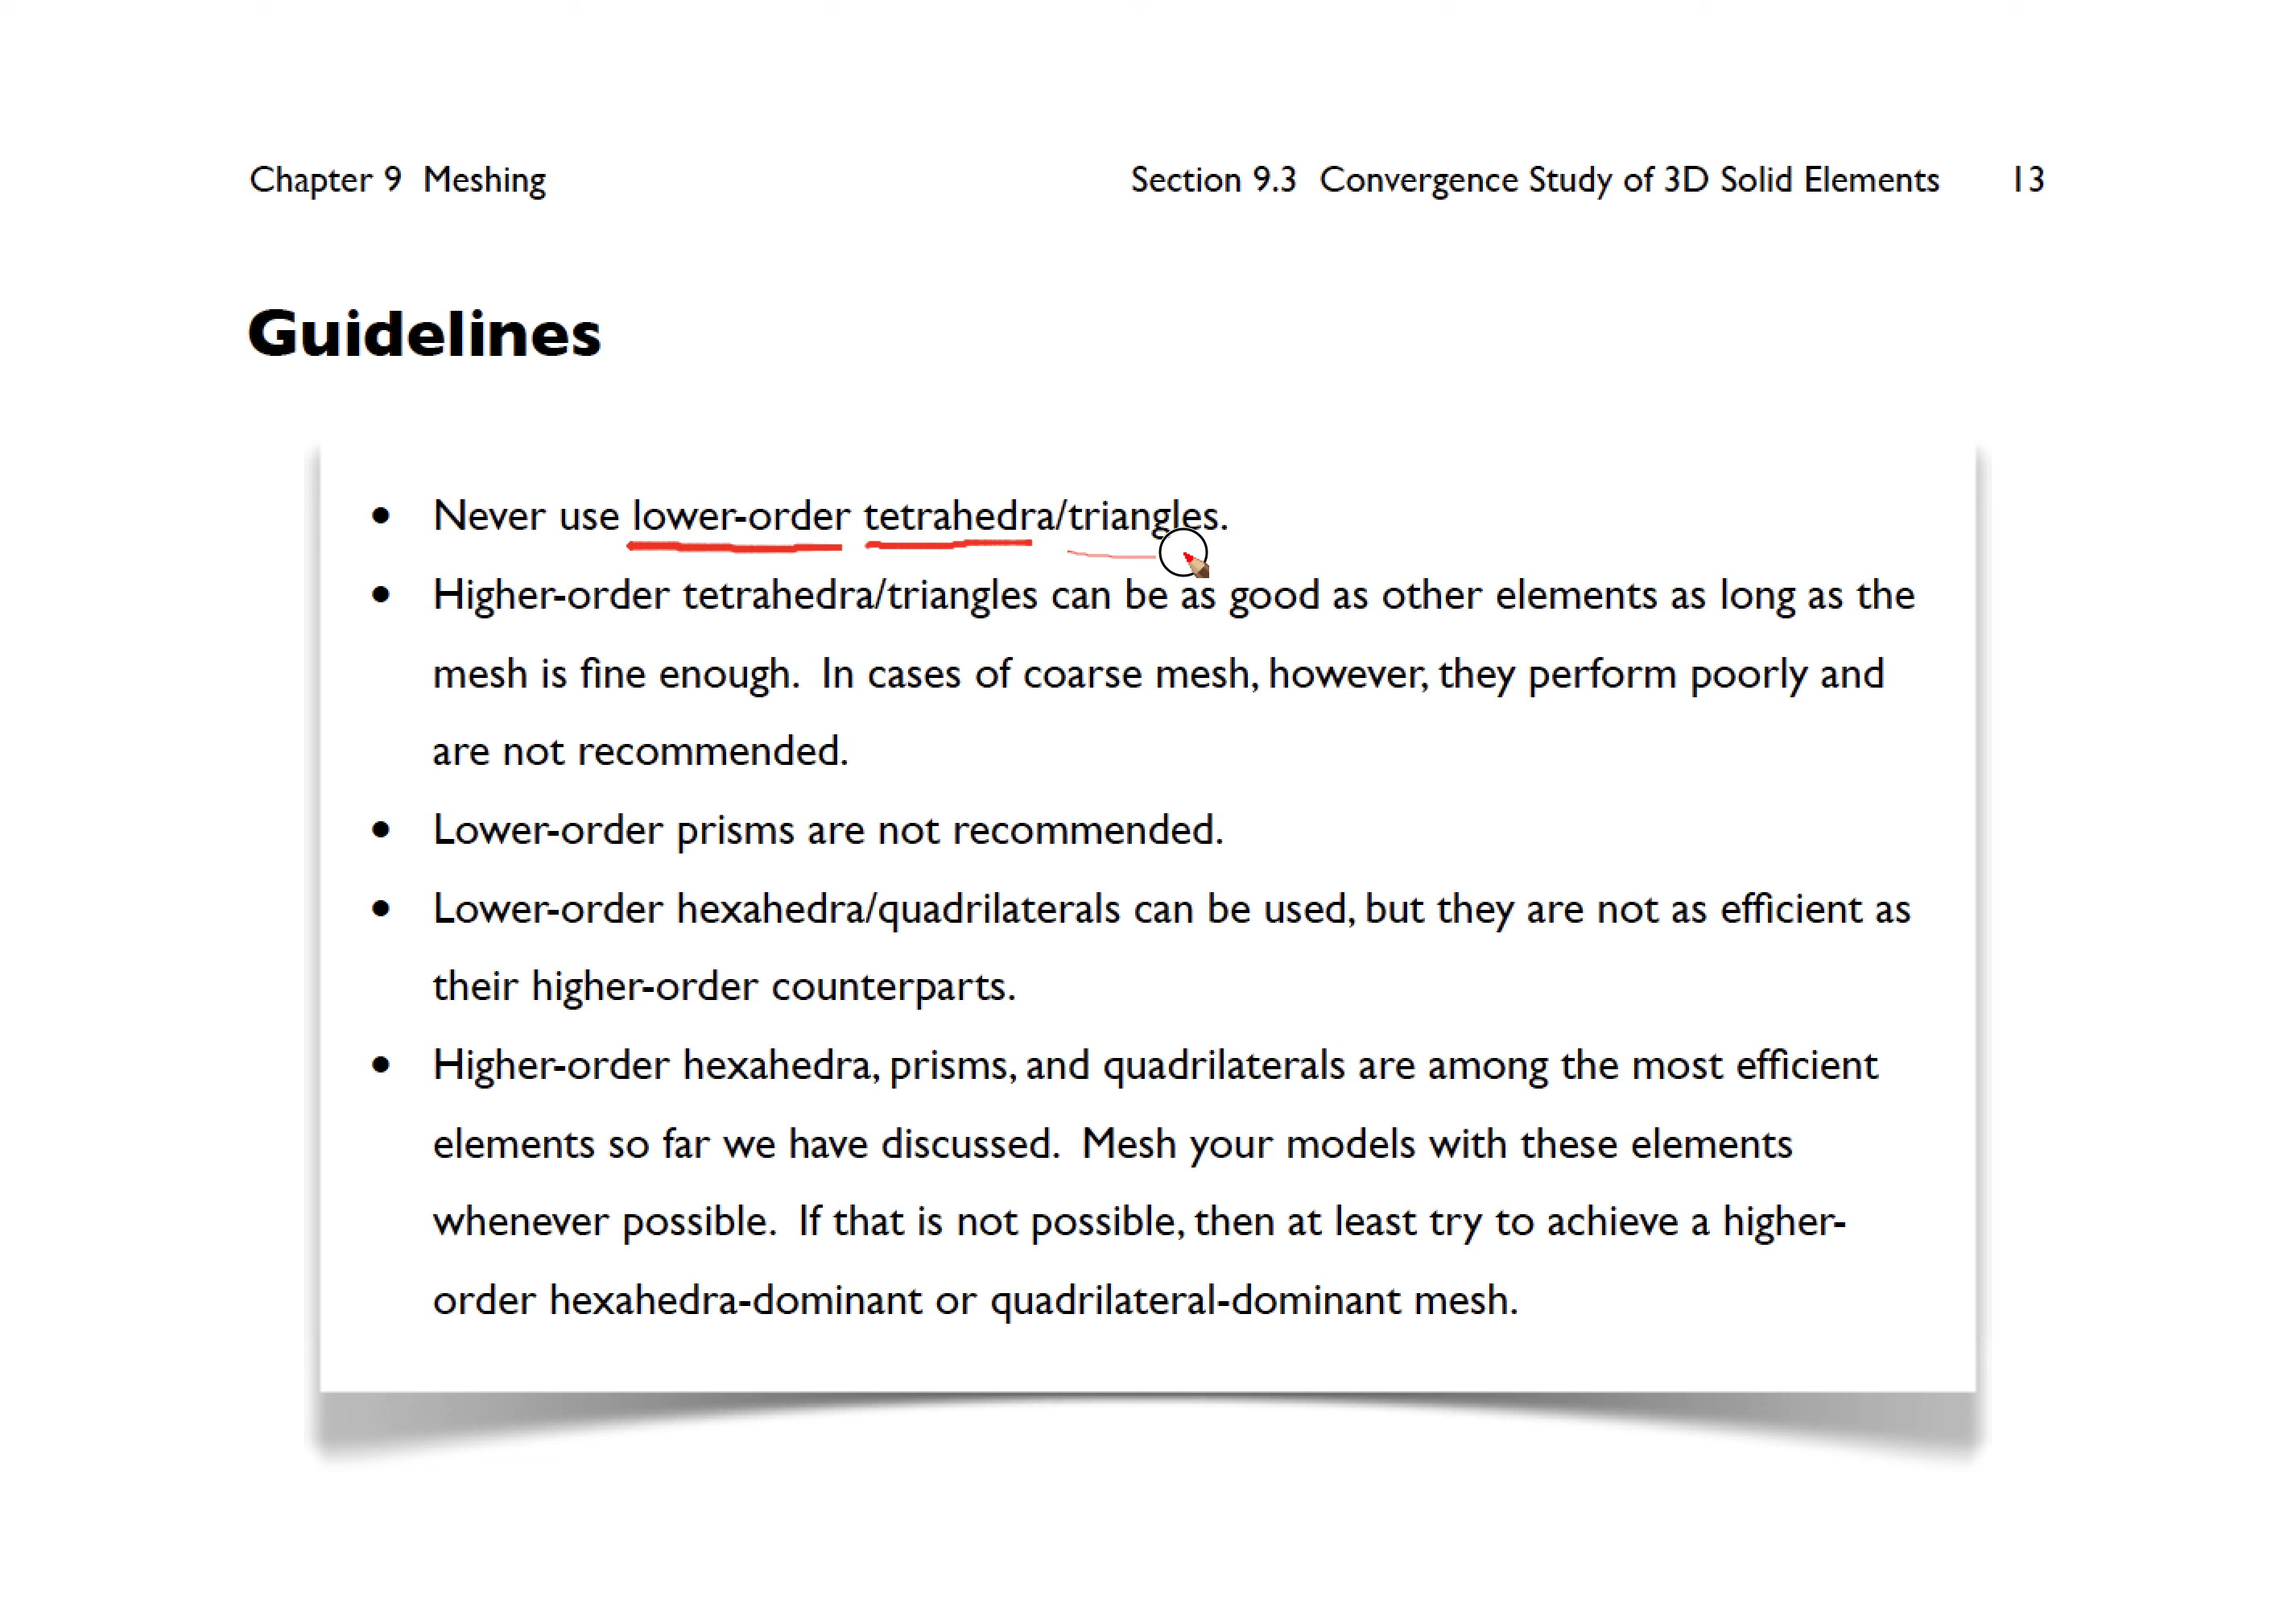 Chapter 9  Meshing
Section 9.3  Convergence Study of 3D Solid Elements
13
Guidelines
• Never use lower-order tetrahedra/triangles.
• Higher-order tetrahedra/triangles can be as good as other elements as long as the
mesh is fine enough.  In cases of coarse mesh, however, they perform poorly and
are not recommended.
• Lower-order prisms are not recommended.
• Lower-order hexahedra/quadrilaterals can be used, but they are not as efficient as
their higher-order counterparts.
• Higher-order hexahedra, prisms, and quadrilaterals are among the most efficient
elements so far we have discussed.  Mesh your models with these elements
whenever possible.  If that is not possible, then at least try to achieve a higher-
order hexahedra-dominant or quadrilateral-dominant mesh.